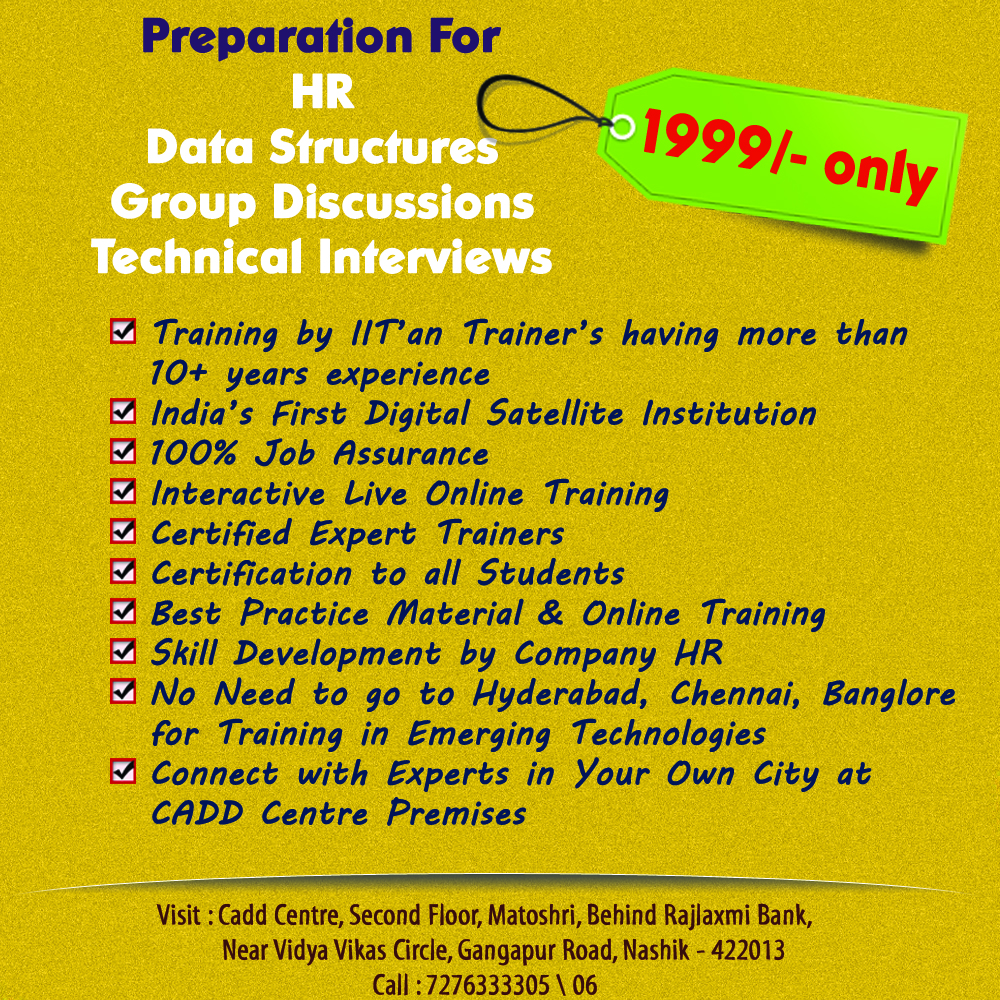 Preparation For
HR
Data Structures
Group Discussions
Technical Interviews
1999/- only
Training by IIT'an Trainer's having more than
10+ years experience
India's First Digital Satellite Institution
100% Job Assurance
Interactive Live Online Training
Certified Expert Trainers
Certification to all Students
Best Practice Material & Online Training
Skill Development by Company HR
No Need to go to Hyderabad, Chennai, Banglore
for Training in Emerging Technologies
Connect with Experts in Your Own City at
CADD Centre Premises
Visit : Cadd Centre, Second Floor, Matoshri, Behind Rajlaxmi Bank,
Near Vidya Vikas Circle, Gangapur Road, Nashik - 422013
Call : 7276333305 \ 06